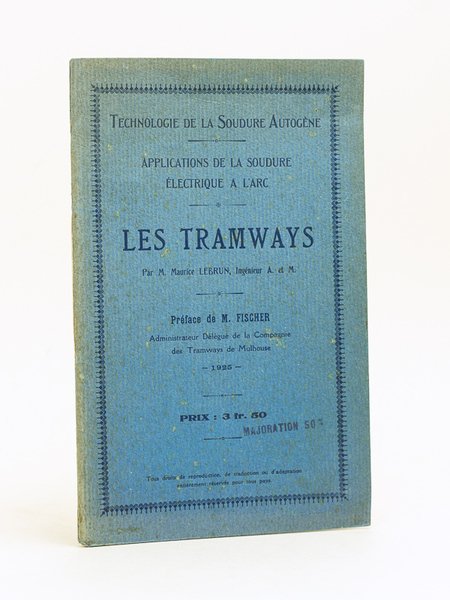 TECHNOLOGIE DE LA SOUDURE AUTOGÈNE
APPLICATIONS DE LA SOUDURE
ÉLECTRIQUE A L'ARC
LES TRAMWAYS
Par M. Maurice LEBRUN, Ingénieur A. et M.
Préface de M. FISCHER
Administrateur Délégué de la Compagnie
des Tramways de Mulhouse
— 1925 —
PRIX : 3 fr. 50
MAJORATION 50%
Tous droits de reproduction, de traduction ou d'adaptation
entièrement réservés pour tous pays.